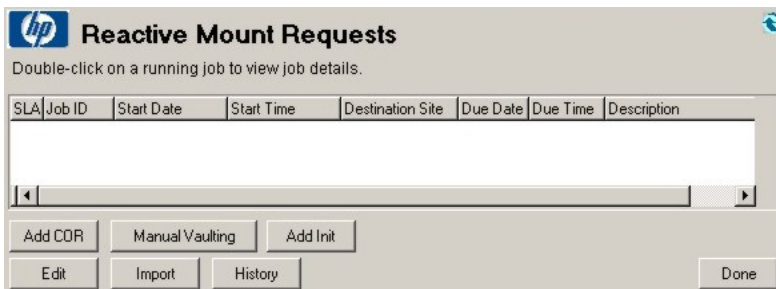 hp Reactive Mount Requests
Double-click on a running job to view job details.
SLA Job ID Start Date Start Time Destination Site Due Date Due Time Description
Add COR Manual Vaulting Add Init
Edit Import History Done